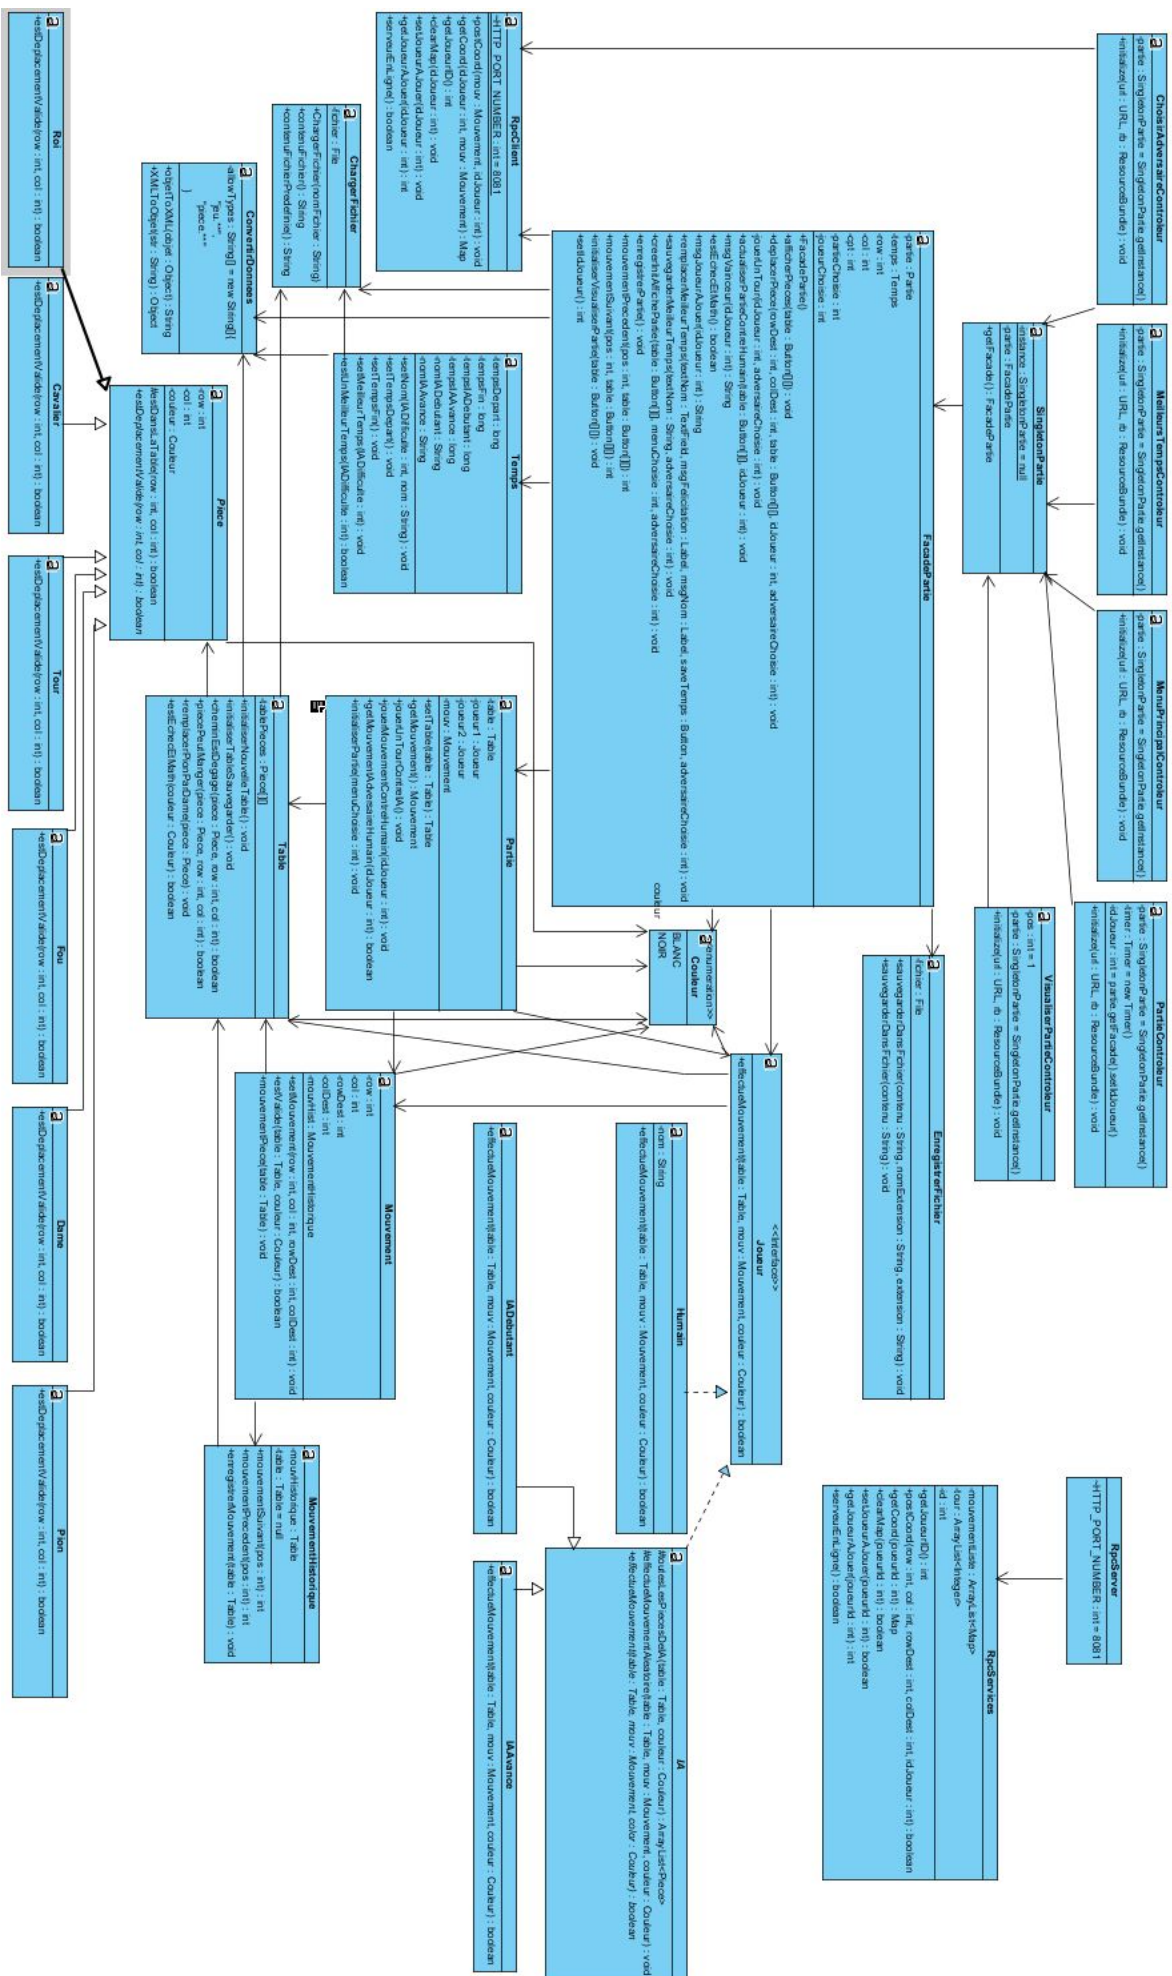 ChoisirAdversaireControleur
-partie : SingletonPartie = SingletonPartie.getInstance()
+initialize(url : URL, rb : ResourceBundle) : void
MeilleursTempsControleur
-partie : SingletonPartie = SingletonPartie.getInstance()
+initialize(url : URL, rb : ResourceBundle) : void
MenuPrincipalControleur
-partie : SingletonPartie = SingletonPartie.getInstance()
+initialize(url : URL, rb : ResourceBundle) : void
PartieControleur
-partie : SingletonPartie = SingletonPartie.getInstance()
-timer : Timer = new Timer()
-idJoueur : int = partie.getFacade().setIdJoueur()
+initialize(url : URL, rb : ResourceBundle) : void
VisualiserPartieControleur
-pos : int = 1
-partie : SingletonPartie = SingletonPartie.getInstance()
+initialize(url : URL, rb : ResourceBundle) : void
RpcServer
-HTTP_PORT_NUMBER : int = 8081
SingletonPartie
-instance : SingletonPartie = null
-partie : FacadePartie
+getFacade() : FacadePartie
FacadePartie
-partie : Partie
-temps : Temps
-row : int
-col : int
-cpt : int
-partieChoisie : int
-joueurChoisie : int
+FacadePartie()
+afficherPieces(table : Button[][]) : void
+deplacerPiece(rowDest : int, colDest : int, table : Button[][], idJoueur : int, adversaireChoisie : int) : void
+jouerUnTour(idJoueur : int, adversaireChoisie : int) : void
+actualiserPartieContreHumain(table : Button[][], idJoueur : int) : void
+msgVainceur(idJoueur : int) : String
+estEchecEtMath() : boolean
+msgJoueurAJouer(idJoueur : int) : String
+remplacerMeilleurTemps(textNom : TextField, msgFelicitation : Label, msgNom : Label, saveTemps : Button, adversaireChoisie : int) : void
+sauvegarderMeilleurTemps(textNom : String, adversaireChoisie : int) : void
+creerInitAffichePartie(table : Button[][], menuChoisie : int, adversaireChoisie : int) : void
+enregistrerPartie() : void
+mouvementPrecedent(pos : int, table : Button[][]) : int
+mouvementSuivant(pos : int, table : Button[][]) : int
+initialiserVisualiserPartie(table : Button[][]) : void
+setIdJoueur() : int
EnregistrerFichier
-fichier : File
+sauvegarderDansFichier(contenu : String, nomExtension : String, extension : String) : void
+sauvegarderDansFichier(contenu : String) : void
RpcServices
-mouvementListe : ArrayList<Map>
-tour : ArrayList<Integer>
-id : int
+getJoueurID() : int
+postCoord(row : int, col : int, rowDest : int, colDest : int, idJoueur : int) : boolean
+getCoord(joueurId : int) : Map
+clearMap(joueurId : int) : boolean
+setJoueurAJouer(joueurId : int) : boolean
+getJoueurAJouer(joueurId : int) : int
+serveurEnLigne() : boolean
RpcClient
-HTTP_PORT_NUMBER : int = 8081
+postCoord(mouv : Mouvement, idJoueur : int) : void
+getCoord(idJoueur : int, mouv : Mouvement) : Map
+getJoueurID() : int
+clearMap(idJoueur : int) : void
+setJoueurAJouer(idJoueur : int) : void
+getJoueurAJouer(idJoueur : int) : int
+serveurEnLigne() : boolean
couleur
<<enumeration>>
Couleur
BLANC
NOIR
<<Interface>>
Joueur
+effectueMouvement(table : Table, mouv : Mouvement, couleur : Couleur) : boolean
Humain
-nom : String
+effectueMouvement(table : Table, mouv : Mouvement, couleur : Couleur) : boolean
IA
#toutesLesPiecesDeIA(table : Table, couleur : Couleur) : ArrayList<Piece>
#effectueMouvementAleatoire(table : Table, mouv : Mouvement, couleur : Couleur) : void
+effectueMouvement(table : Table, mouv : Mouvement, color : Couleur) : boolean
IADebutant
+effectueMouvement(table : Table, mouv : Mouvement, couleur : Couleur) : boolean
IAAvance
+effectueMouvement(table : Table, mouv : Mouvement, couleur : Couleur) : boolean
ChargerFichier
-fichier : File
+ChargerFichier(nomFichier : String)
+contenuFichier() : String
+contenuFichierPredefinie() : String
Temps
-tempsDepart : long
-tempsFin : long
-tempsIADebutant : long
-tempsIAAvance : long
-nomIADebutant : String
-nomIAAvance : String
+setNom(IADifficulte : int, nom : String) : void
+setTempsDepart() : void
+setTempsFin() : void
+setMeilleurTemps(IADifficulte : int) : void
+estUnMeilleurTemps(IADifficulte : int) : boolean
Partie
-table : Table
-joueur1 : Joueur
-joueur2 : Joueur
-mouv : Mouvement
+setTable(table : Table) : Table
+getMouvement() : Mouvement
+jouerUnTourContreIA() : void
+jouerMouvementContreHumain(idJoueur : int) : void
+getMouvementAdversaireHumain(idJoueur : int) : boolean
+initialiserPartie(menuChoisie : int) : void
Mouvement
-row : int
-col : int
-rowDest : int
-colDest : int
-mouvHist : MouvementHistorique
+setMouvement(row : int, col : int, rowDest : int, colDest : int) : void
+estValide(table : Table, couleur : Couleur) : boolean
+mouvementPiece(table : Table) : void
ConvertirDonnees
-allowTypes : String[] = new String[]{
"jeu.**",
"piece.**"
}
+objetToXML(objet : Object) : String
+XMLToObjet(str : String) : Object
Table
-tablePieces : Piece[][]
+initialiserNouvelleTable() : void
+initialiserTableSauvegarder() : void
+cheminEstDegage(piece : Piece, row : int, col : int) : boolean
+piecePeutManger(piece : Piece, row : int, col : int) : boolean
+remplacerPionParDame(piece : Piece) : void
+estEchecEtMath(couleur : Couleur) : boolean
MouvementHistorique
-mouvHistorique : Table
-table : Table = null
+mouvementSuivant(pos : int) : int
+mouvementPrecedent(pos : int) : int
+enregistrerMouvement(table : Table) : void
Piece
-row : int
-col : int
-couleur : Couleur
#estDansLaTable(row : int, col : int) : boolean
+estDeplacementValide(row : int, col : int) : boolean
Roi
+estDeplacementValide(row : int, col : int) : boolean
Cavalier
+estDeplacementValide(row : int, col : int) : boolean
Tour
+estDeplacementValide(row : int, col : int) : boolean
Fou
+estDeplacementValide(row : int, col : int) : boolean
Dame
+estDeplacementValide(row : int, col : int) : boolean
Pion
+estDeplacementValide(row : int, col : int) : boolean